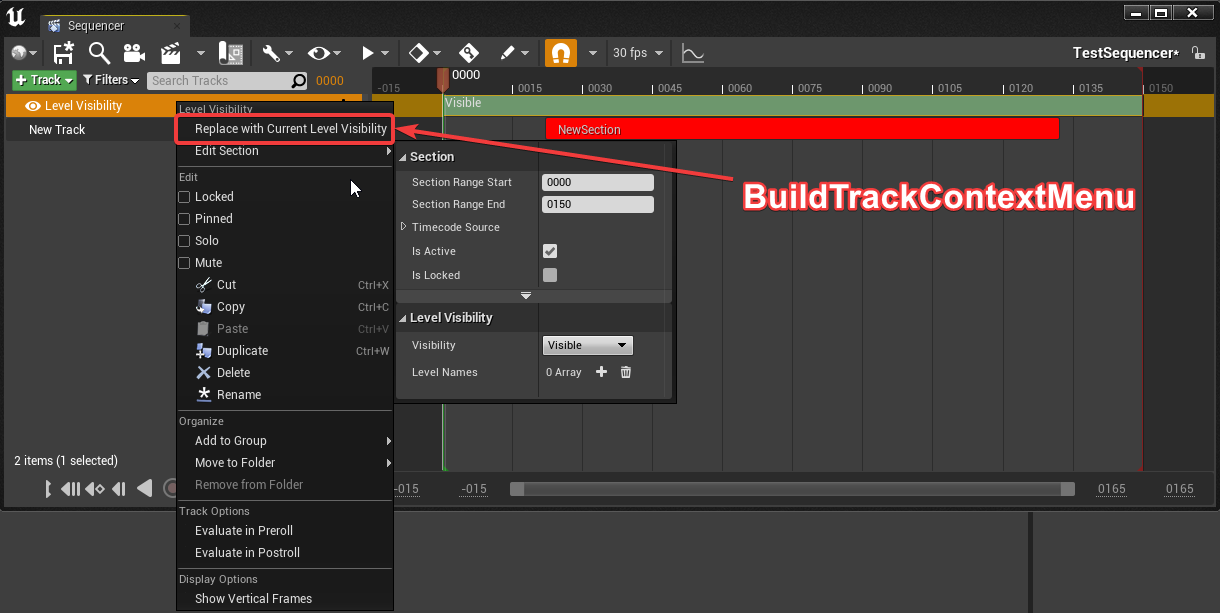 Sequencer
30 fps
TestSequencer*
+ Track
Filters
Search Tracks
0000
-015
0000
0015
0030
0045
0060
0075
0090
0105
0120
0135
0150
Level Visibility
Visible
New Track
NewSection
Level Visibility
Replace with Current Level Visibility
Edit Section
BuildTrackContextMenu
Edit
Locked
Pinned
Solo
Mute
Cut Ctrl+X
Copy Ctrl+C
Paste Ctrl+V
Duplicate Ctrl+W
Delete
Rename
Organize
Add to Group
Move to Folder
Remove from Folder
Track Options
Evaluate in Preroll
Evaluate in Postroll
Display Options
Show Vertical Frames
Section
Section Range Start 0000
Section Range End 0150
Timecode Source
Is Active
Is Locked
Level Visibility
Visibility Visible
Level Names 0 Array
2 items (1 selected)
-015
-015
0165
0165